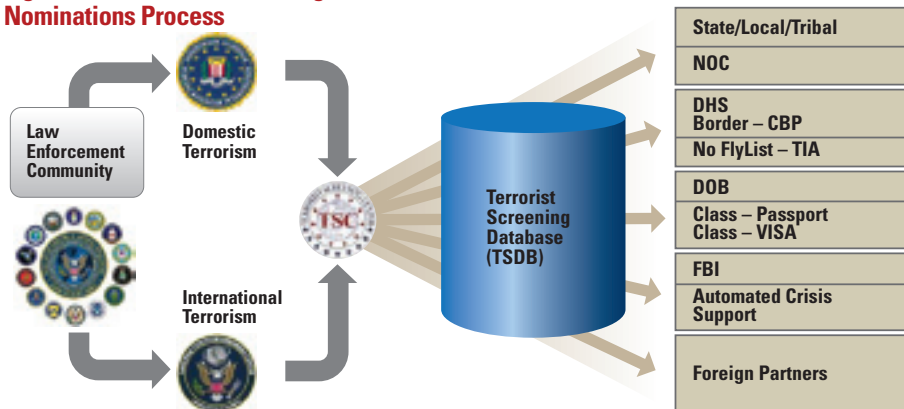 Nominations Process
Law
Enforcement
Community
Domestic
Terrorism
International
Terrorism
TSC
Terrorist
Screening
Database
(TSDB)
State/Local/Tribal
NOC
DHS
Border – CBP
No FlyList – TIA
DOB
Class – Passport
Class – VISA
FBI
Automated Crisis
Support
Foreign Partners